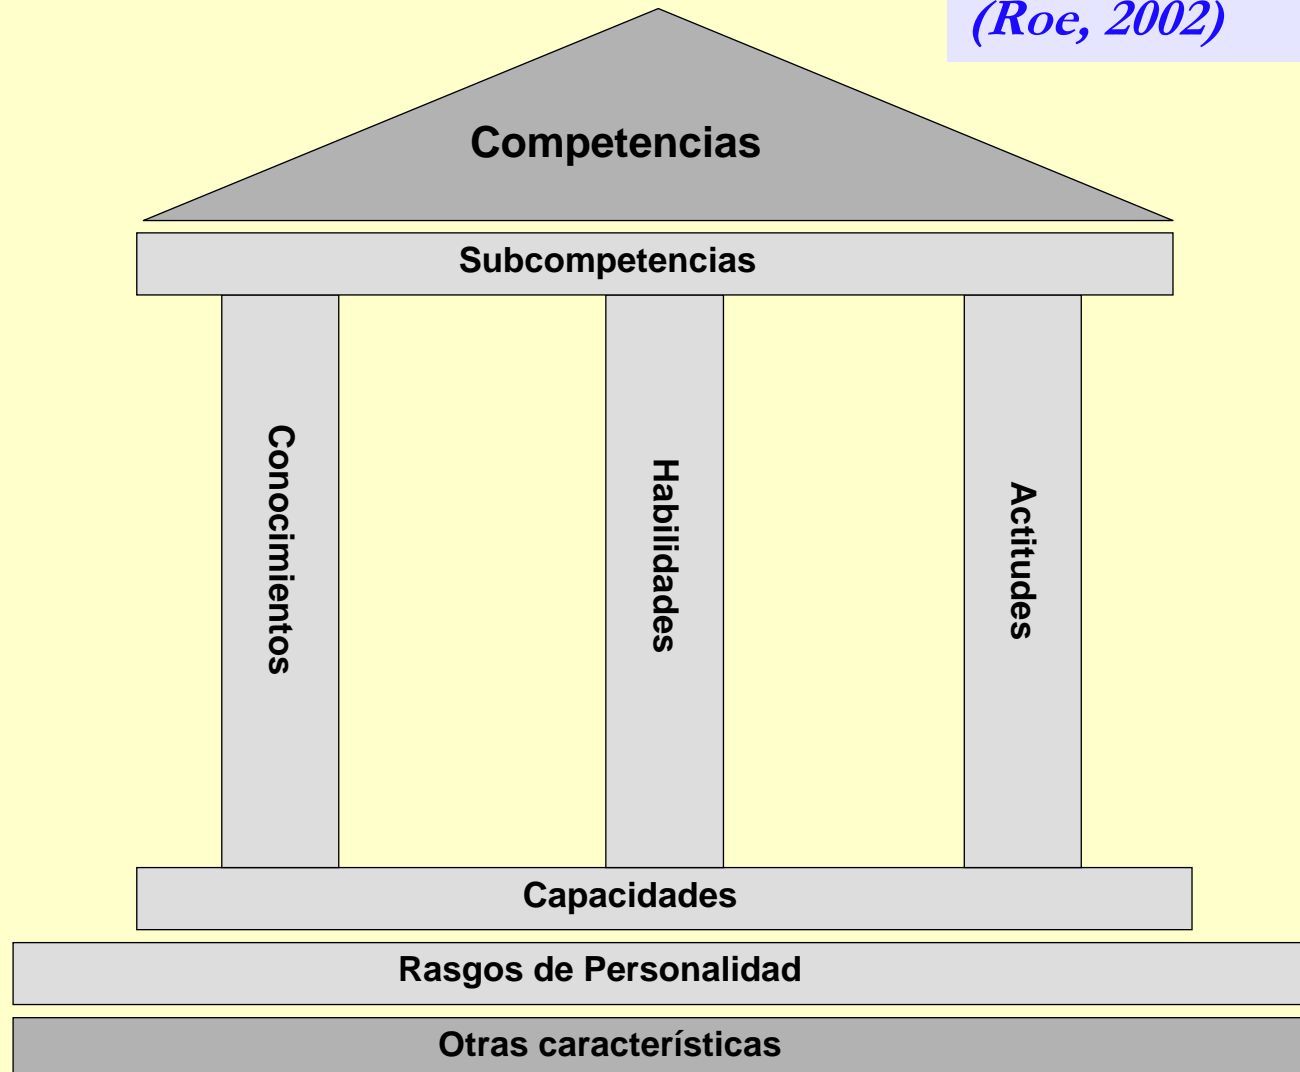 (Roe, 2002)
Competencias
Subcompetencias
Conocimientos
Habilidades
Actitudes
Capacidades
Rasgos de Personalidad
Otras características